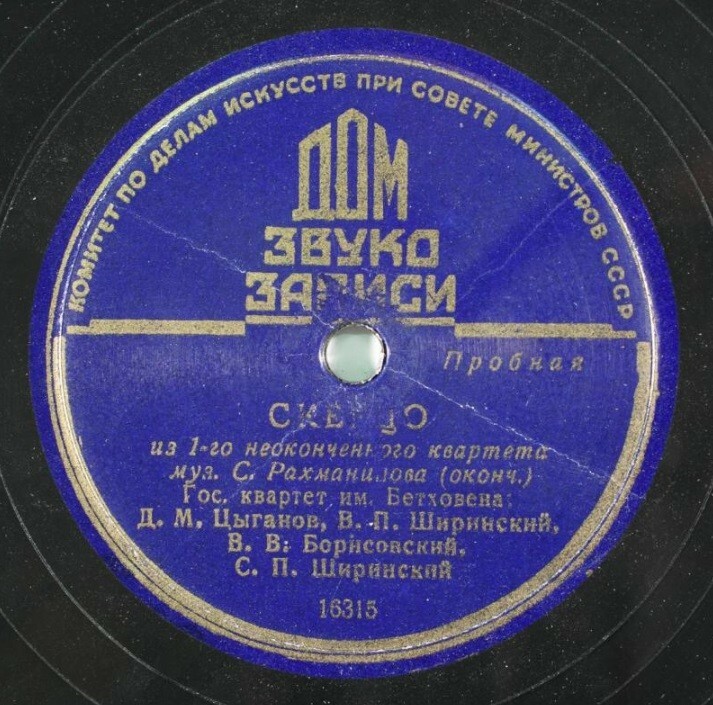 КОМИТЕТ ПО ДЕЛАМ ИСКУССТВ ПРИ СОВЕТЕ МИНИСТРОВ СССР
ДОМ
ЗВУКО
ЗАПИСИ
Пробная
СКЕРЦО
из 1-го неоконченного квартета
муз. С. Рахманинова (оконч.)
Гос. квартет им. Бетховена:
Д. М. Цыганов, В. П. Ширинский,
В. В. Борисовский,
С. П. Ширинский
16315